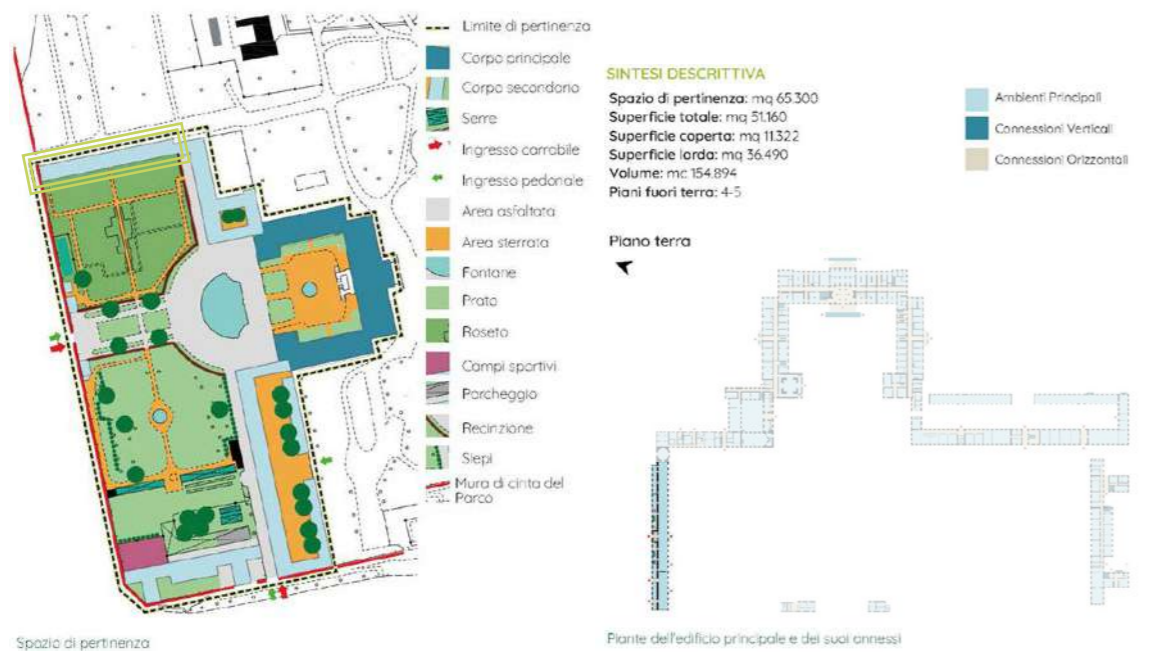 Limite di pertinenza
Corpo principale
Corpo secondario
Serre
Ingresso carrabile
Ingresso pedonale
Area asfaltata
Area sterrata
Fontane
Prato
Roseto
Campi sportivi
Parcheggio
Recinzione
Siepi
Mura di cinta del
Parco
Spazio di pertinenza
SINTESI DESCRITTIVA
Spazio di pertinenza: mq 65.300
Superficie totale: mq 51.160
Superficie coperta: mq 11.322
Superficie lorda: mq 36.490
Volume: mc 154.894
Piani fuori terra: 4-5
Ambienti Principali
Connessioni Verticali
Connessioni Orizzontali
Piano terra
Piante dell'edificio principale e dei suoi annessi